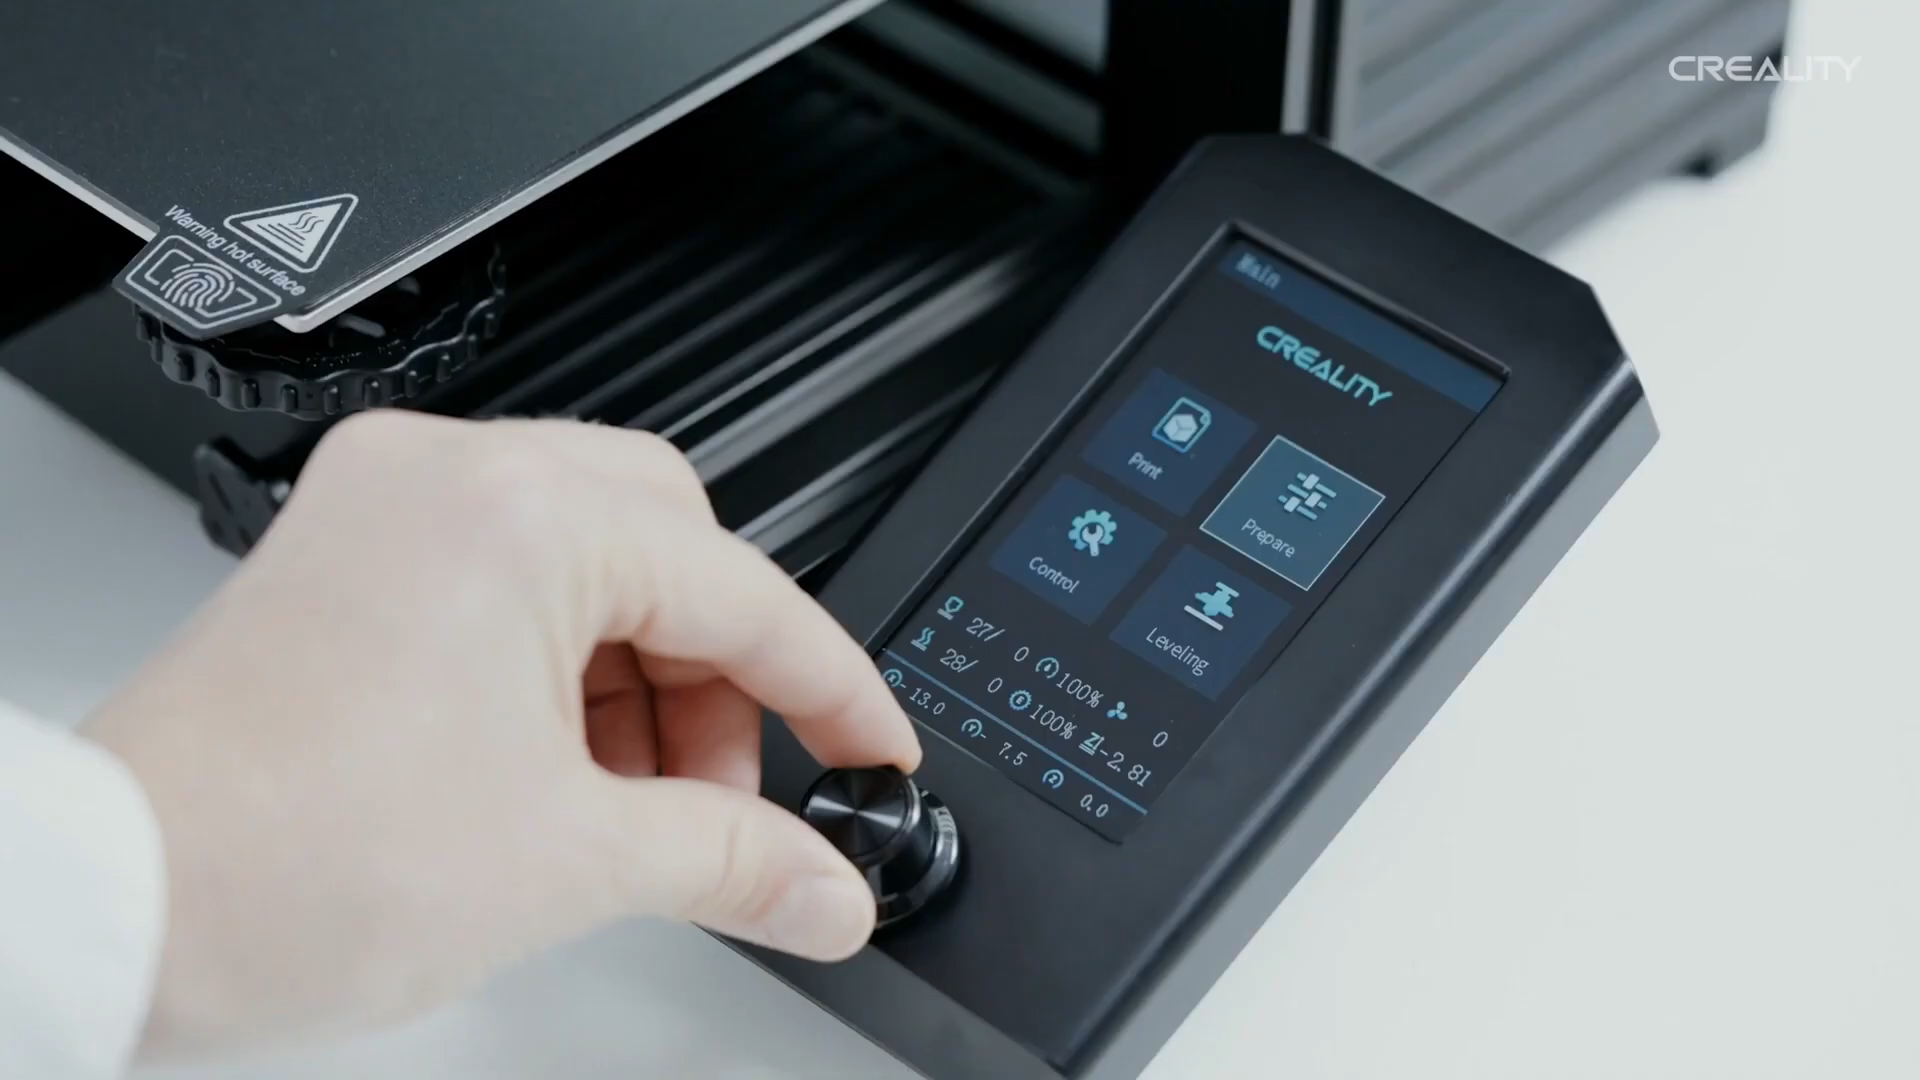 CREALITY
Warning hot surface
Main
CREALITY
Print
Prepare
Control
Leveling
27/ 0 100% 0
28/ 0 100% Z -2.81
X -13.0 Y - 7.5 Z 0.0